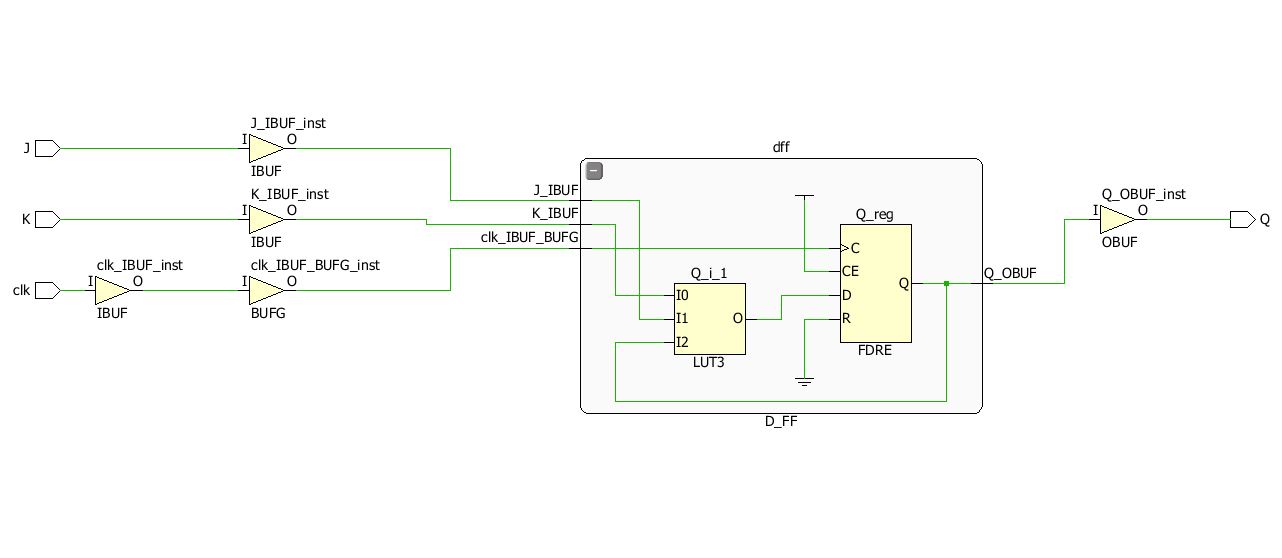 J
J_IBUF_inst
I
O
IBUF
K
K_IBUF_inst
I
O
IBUF
clk
clk_IBUF_inst
I
O
IBUF
clk_IBUF_BUFG_inst
I
O
BUFG
dff
−
J_IBUF
K_IBUF
clk_IBUF_BUFG
Q_i_1
I0
I1
I2
O
LUT3
Q_reg
C
CE
D
R
Q
FDRE
D_FF
Q_OBUF
Q_OBUF_inst
I
O
OBUF
Q